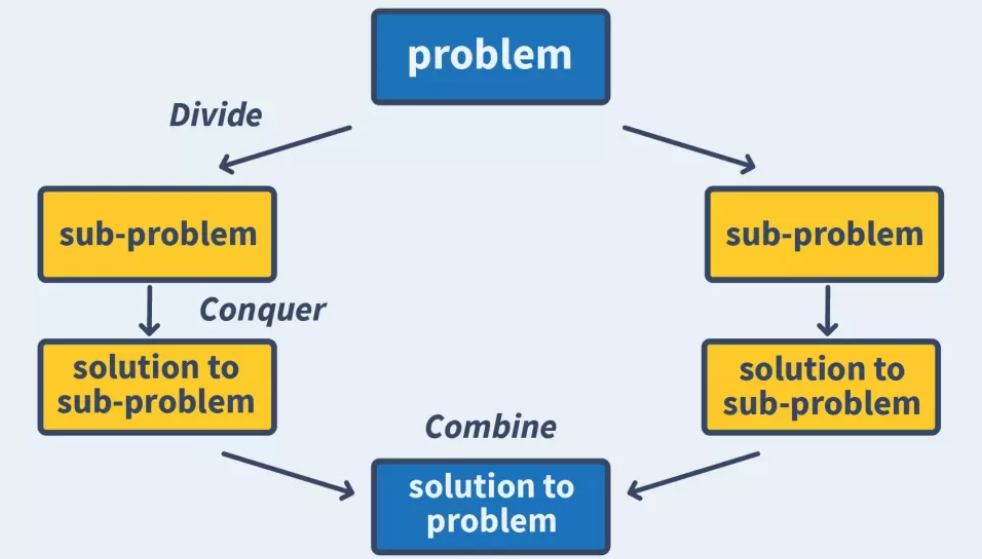 problem
Divide
sub-problem
sub-problem
Conquer
solution to
sub-problem
solution to
sub-problem
Combine
solution to
problem